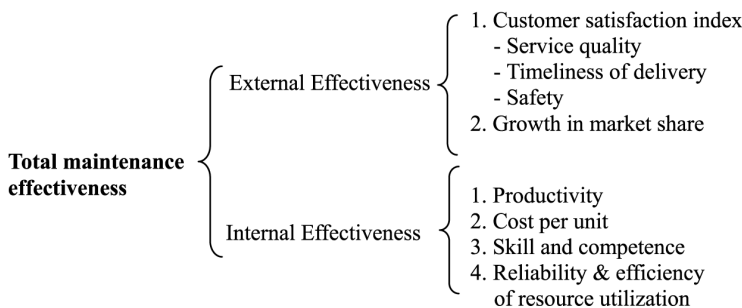 Total maintenance
effectiveness
External Effectiveness
1. Customer satisfaction index
- Service quality
- Timeliness of delivery
- Safety
2. Growth in market share
Internal Effectiveness
1. Productivity
2. Cost per unit
3. Skill and competence
4. Reliability & efficiency
of resource utilization